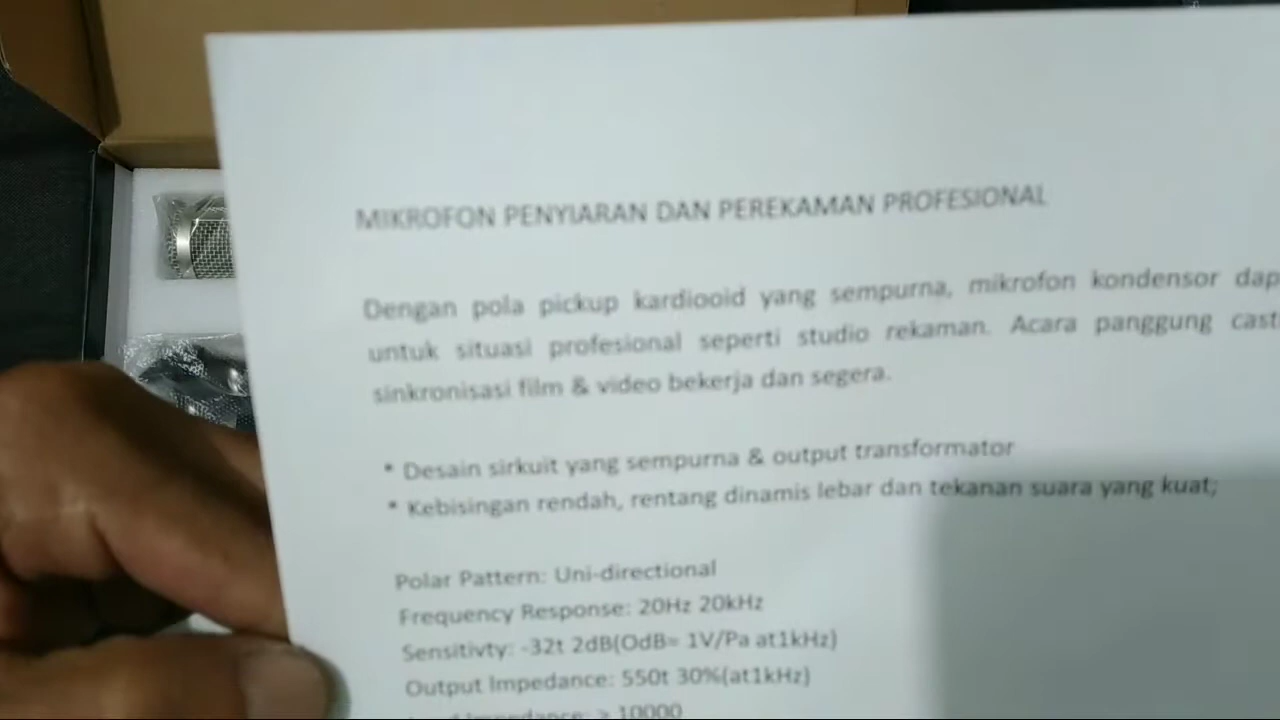 MIKROFON PENYIARAN DAN PEREKAMAN PROFESIONAL
Dengan pola pickup kardiooid yang sempurna, mikrofon kondensor dap
untuk situasi profesional seperti studio rekaman. Acara panggung cast
sinkronisasi film & video bekerja dan segera.
* Desain sirkuit yang sempurna & output transformator
* Kebisingan rendah, rentang dinamis lebar dan tekanan suara yang kuat;
Polar Pattern: Uni-directional
Frequency Response: 20Hz 20kHz
Sensitivty: -32t 2dB(OdB= 1V/Pa at1kHz)
Output Impedance: 550t 30%(at1kHz)
Impedance: > 10000